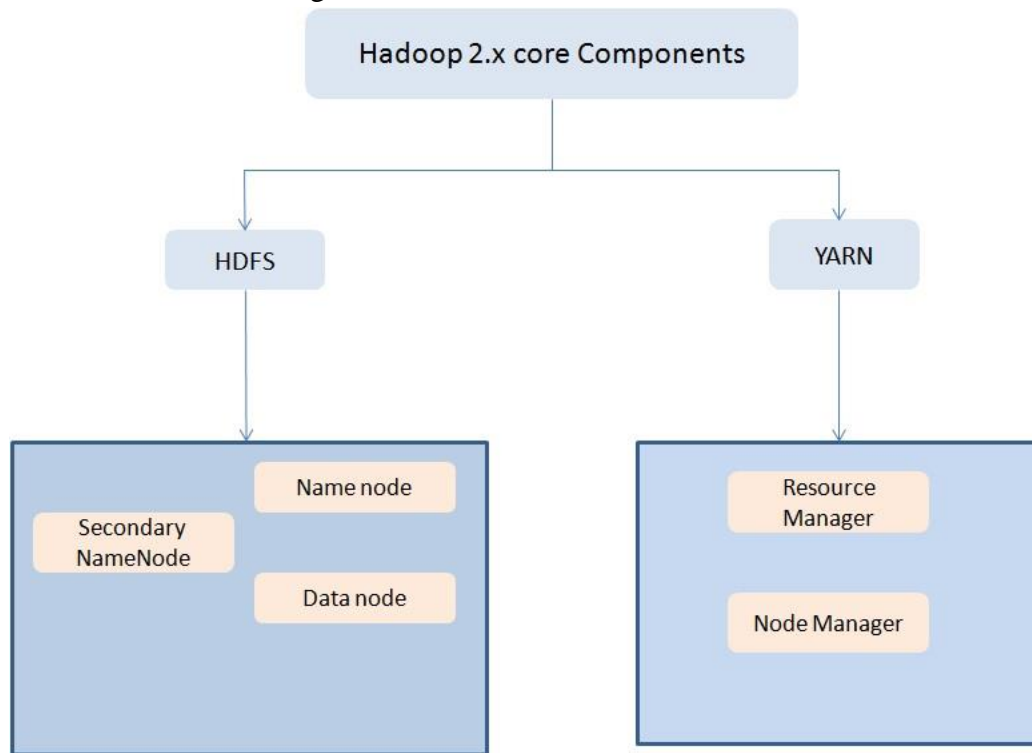 Hadoop 2.x core Components
HDFS
YARN
Name node
Secondary
NameNode
Data node
Resource
Manager
Node Manager